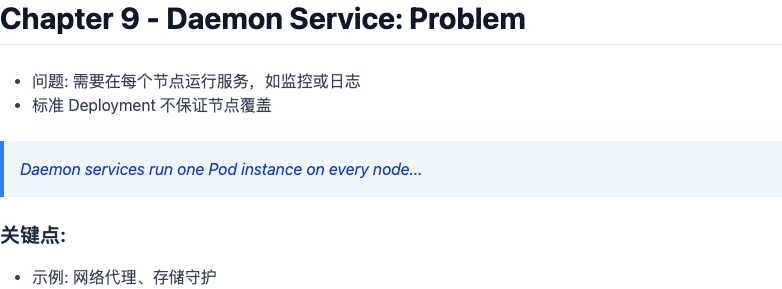 Chapter 9 - Daemon Service: Problem
问题: 需要在每个节点运行服务，如监控或日志
标准 Deployment 不保证节点覆盖
Daemon services run one Pod instance on every node...
关键点:
示例: 网络代理、存储守护